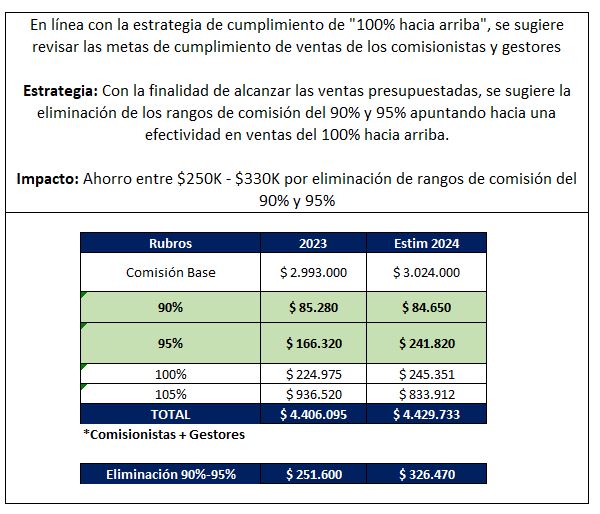 En línea con la estrategia de cumplimiento de "100% hacia arriba", se sugiere
revisar las metas de cumplimiento de ventas de los comisionistas y gestores
Estrategia: Con la finalidad de alcanzar las ventas presupuestadas, se sugiere la
eliminación de los rangos de comisión del 90% y 95% apuntando hacia una
efectividad en ventas del 100% hacia arriba.
Impacto: Ahorro entre $250K - $330K por eliminación de rangos de comisión del
90% y 95%
Rubros 2023 Estim 2024
Comisión Base $ 2.993.000 $ 3.024.000
90% $ 85.280 $ 84.650
95% $ 166.320 $ 241.820
100% $ 224.975 $ 245.351
105% $ 936.520 $ 833.912
TOTAL $ 4.406.095 $ 4.429.733
*Comisionistas + Gestores
Eliminación 90%-95% $ 251.600 $ 326.470